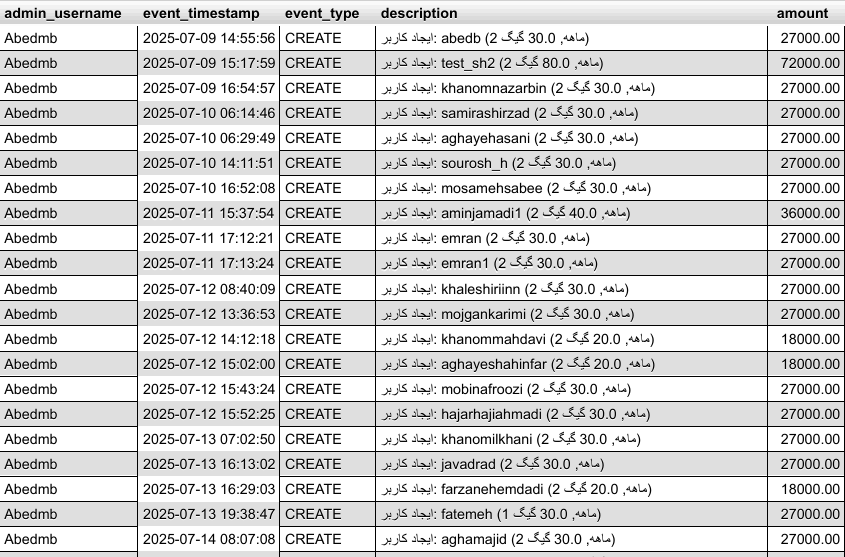 admin_username event_timestamp event_type description amount
Abedmb 2025-07-09 14:55:56 CREATE ایجاد کاربر: abedb (2 ماهه, 30.0 گیگ) 27000.00
Abedmb 2025-07-09 15:17:59 CREATE ایجاد کاربر: test_sh2 (2 ماهه, 80.0 گیگ) 72000.00
Abedmb 2025-07-09 16:54:57 CREATE ایجاد کاربر: khanomnazarbin (2 ماهه, 30.0 گیگ) 27000.00
Abedmb 2025-07-10 06:14:46 CREATE ایجاد کاربر: samirashirzad (2 ماهه, 30.0 گیگ) 27000.00
Abedmb 2025-07-10 06:29:49 CREATE ایجاد کاربر: aghayehasani (2 ماهه, 30.0 گیگ) 27000.00
Abedmb 2025-07-10 14:11:51 CREATE ایجاد کاربر: sourosh_h (2 ماهه, 30.0 گیگ) 27000.00
Abedmb 2025-07-10 16:52:08 CREATE ایجاد کاربر: mosamehsabee (2 ماهه, 30.0 گیگ) 27000.00
Abedmb 2025-07-11 15:37:54 CREATE ایجاد کاربر: aminjamadi1 (2 ماهه, 40.0 گیگ) 36000.00
Abedmb 2025-07-11 17:12:21 CREATE ایجاد کاربر: emran (2 ماهه, 30.0 گیگ) 27000.00
Abedmb 2025-07-11 17:13:24 CREATE ایجاد کاربر: emran1 (2 ماهه, 30.0 گیگ) 27000.00
Abedmb 2025-07-12 08:40:09 CREATE ایجاد کاربر: khaleshiriinn (2 ماهه, 30.0 گیگ) 27000.00
Abedmb 2025-07-12 13:36:53 CREATE ایجاد کاربر: mojgankarimi (2 ماهه, 30.0 گیگ) 27000.00
Abedmb 2025-07-12 14:12:18 CREATE ایجاد کاربر: khanommahdavi (2 ماهه, 20.0 گیگ) 18000.00
Abedmb 2025-07-12 15:02:00 CREATE ایجاد کاربر: aghayeshahinfar (2 ماهه, 20.0 گیگ) 18000.00
Abedmb 2025-07-12 15:43:24 CREATE ایجاد کاربر: mobinafroozi (2 ماهه, 30.0 گیگ) 27000.00
Abedmb 2025-07-12 15:52:25 CREATE ایجاد کاربر: hajarhajiahmadi (2 ماهه, 30.0 گیگ) 27000.00
Abedmb 2025-07-13 07:02:50 CREATE ایجاد کاربر: khanomilkhani (2 ماهه, 30.0 گیگ) 27000.00
Abedmb 2025-07-13 16:13:02 CREATE ایجاد کاربر: javadrad (2 ماهه, 30.0 گیگ) 27000.00
Abedmb 2025-07-13 16:29:03 CREATE ایجاد کاربر: farzanehemdadi (2 ماهه, 20.0 گیگ) 18000.00
Abedmb 2025-07-13 19:38:47 CREATE ایجاد کاربر: fatemeh (1 ماهه, 30.0 گیگ) 27000.00
Abedmb 2025-07-14 08:07:08 CREATE ایجاد کاربر: aghamajid (2 ماهه, 30.0 گیگ) 27000.00